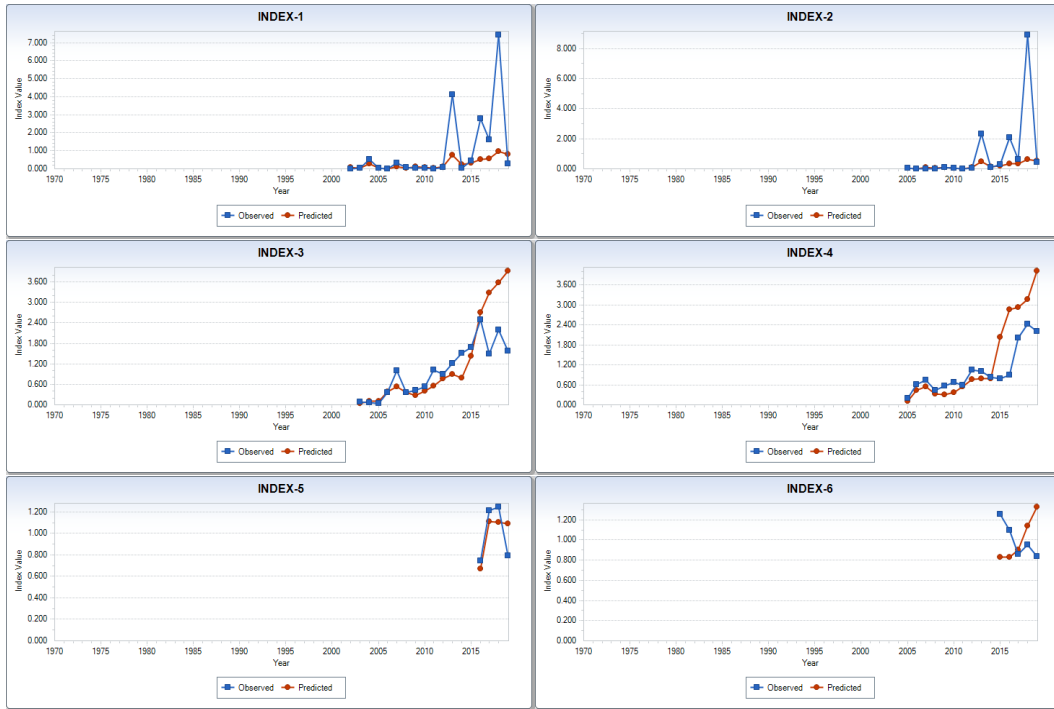 INDEX-1
7.000
6.000
5.000
4.000
3.000
2.000
1.000
0.000
Index Value
1970 1975 1980 1985 1990 1995 2000 2005 2010 2015
Year
Observed Predicted
INDEX-2
8.000
6.000
4.000
2.000
0.000
Index Value
1970 1975 1980 1985 1990 1995 2000 2005 2010 2015
Year
Observed Predicted
INDEX-3
3.600
3.000
2.400
1.800
1.200
0.600
0.000
Index Value
1970 1975 1980 1985 1990 1995 2000 2005 2010 2015
Year
Observed Predicted
INDEX-4
3.600
3.000
2.400
1.800
1.200
0.600
0.000
Index Value
1970 1975 1980 1985 1990 1995 2000 2005 2010 2015
Year
Observed Predicted
INDEX-5
1.200
1.000
0.800
0.600
0.400
0.200
0.000
Index Value
1970 1975 1980 1985 1990 1995 2000 2005 2010 2015
Year
Observed Predicted
INDEX-6
1.200
1.000
0.800
0.600
0.400
0.200
0.000
Index Value
1970 1975 1980 1985 1990 1995 2000 2005 2010 2015
Year
Observed Predicted